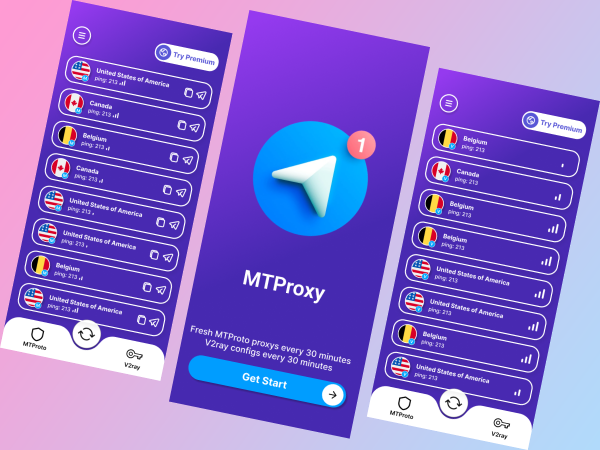 Try Premium
United States of America
ping: 213
Canada
ping: 213
Belgium
ping: 213
Canada
ping: 213
United States of America
ping: 213
United States of America
ping: 213
Belgium
ping: 213
United States of America
ping: 213
MTProto
V2ray
1
MTProxy
Fresh MTProto proxys every 30 minutes
V2ray configs every 30 minutes
Get Start
Try Premium
Belgium
ping: 213
Canada
ping: 213
Belgium
ping: 213
Belgium
ping: 213
United States of America
ping: 213
United States of America
ping: 213
Belgium
ping: 213
United States of America
ping: 213
MTProto
V2ray